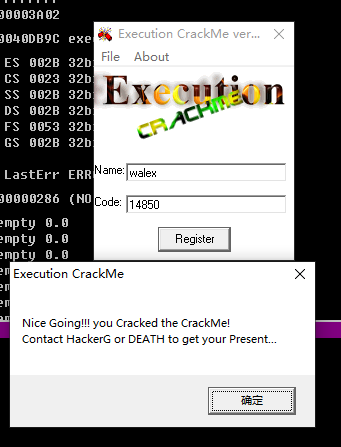 00003A02
0040DB9C exe
ES 002B 32b
CS 0023 32b
SS 002B 32b
DS 002B 32b
FS 0053 32b
GS 002B 32b
LastErr ERR
00000286 (NO
empty 0.0
empty 0.0
empty 0.0
Execution CrackMe ver...
File About
Execution
CRACKME
Name: walex
Code: 14850
Register
Execution CrackMe
Nice Going!!! you Cracked the CrackMe!
Contact HackerG or DEATH to get your Present...
确定